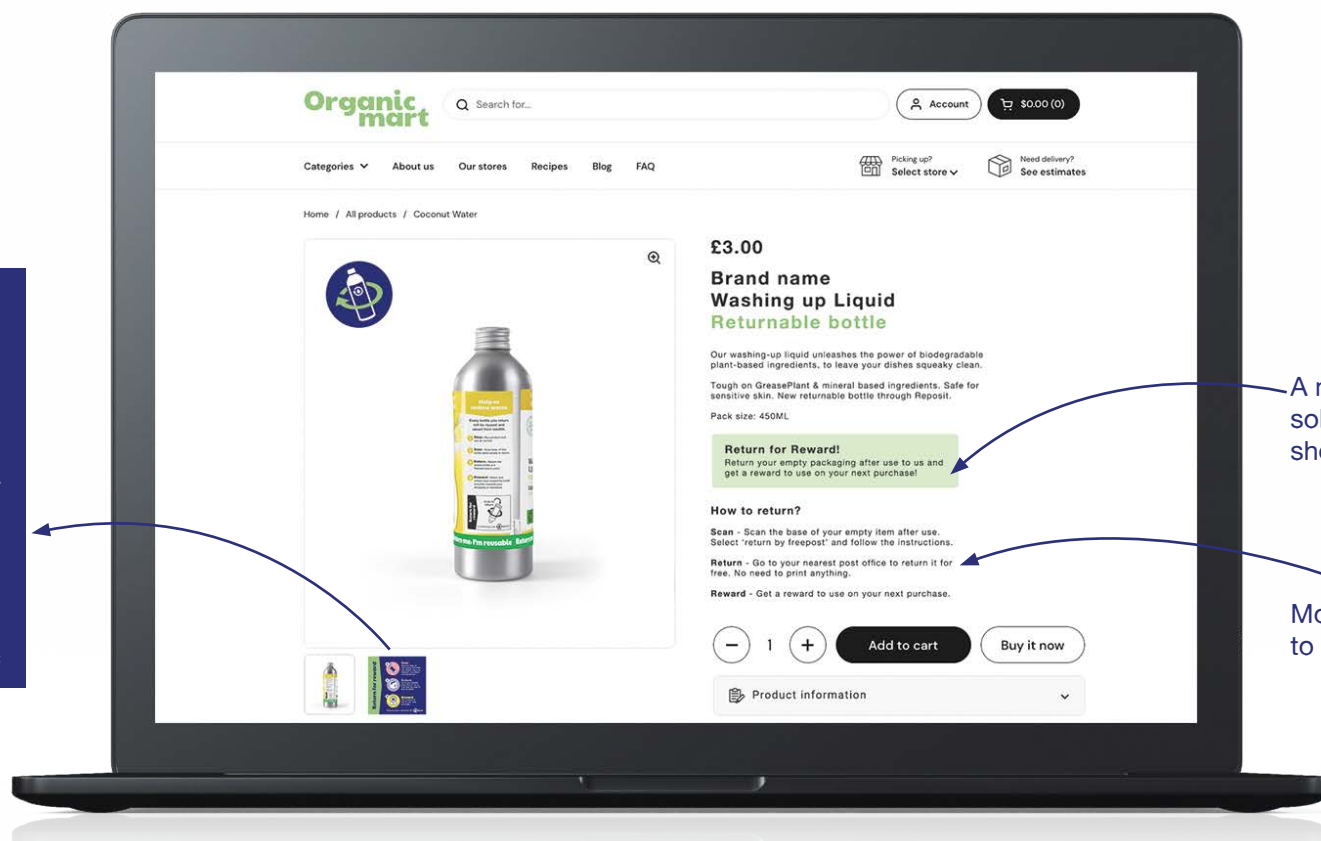 Organic
mart
Search for...
Account
$0.00 (0)
Categories
About us
Our stores
Recipes
Blog
FAQ
Picking up?
Select store
Need delivery?
See estimates
Home / All products / Coconut Water
£3.00
Brand name
Washing up Liquid
Returnable bottle
Our washing-up liquid unleashes the power of biodegradable
plant-based ingredients, to leave your dishes squeaky clean.
Tough on GreasePlant & mineral based ingredients. Safe for
sensitive skin. New returnable bottle through Reposit.
Pack size: 450ML
Return for Reward!
Return your empty packaging after use to us and
get a reward to use on your next purchase!
How to return?
Scan - Scan the base of your empty item after use.
Select 'return by freepost' and follow the instructions.
Return - Go to your nearest post office to return it for
free. No need to print anything.
Reward - Get a reward to use on your next purchase.
1
Add to cart
Buy it now
Product information
Help us
I'm reusable
Return for reward
A
to